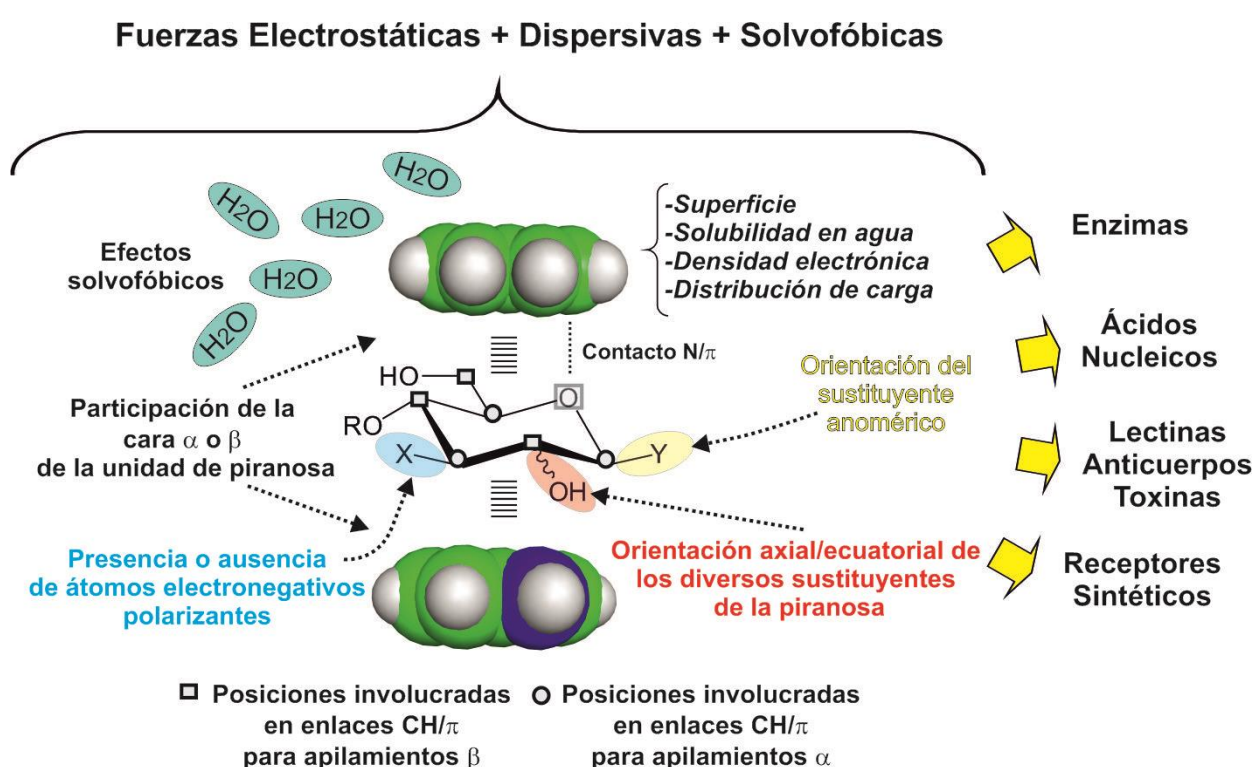 Fuerzas Electrostáticas + Dispersivas + Solvofóbicas
H2O
H2O
H2O
H2O
H2O
Efectos
solvofóbicos
-Superficie
-Solubilidad en agua
-Densidad electrónica
-Distribución de carga
Contacto N/π
Participación de la
cara α o β
de la unidad de piranosa
HO
O
RO
X
Y
OH
Orientación del
sustituyente
anomérico
Presencia o ausencia
de átomos electronegativos
polarizantes
Orientación axial/ecuatorial de
los diversos sustituyentes
de la piranosa
Enzimas
Ácidos
Nucleicos
Lectinas
Anticuerpos
Toxinas
Receptores
Sintéticos
Posiciones involucradas
en enlaces CH/π
para apilamientos β
Posiciones involucradas
en enlaces CH/π
para apilamientos α